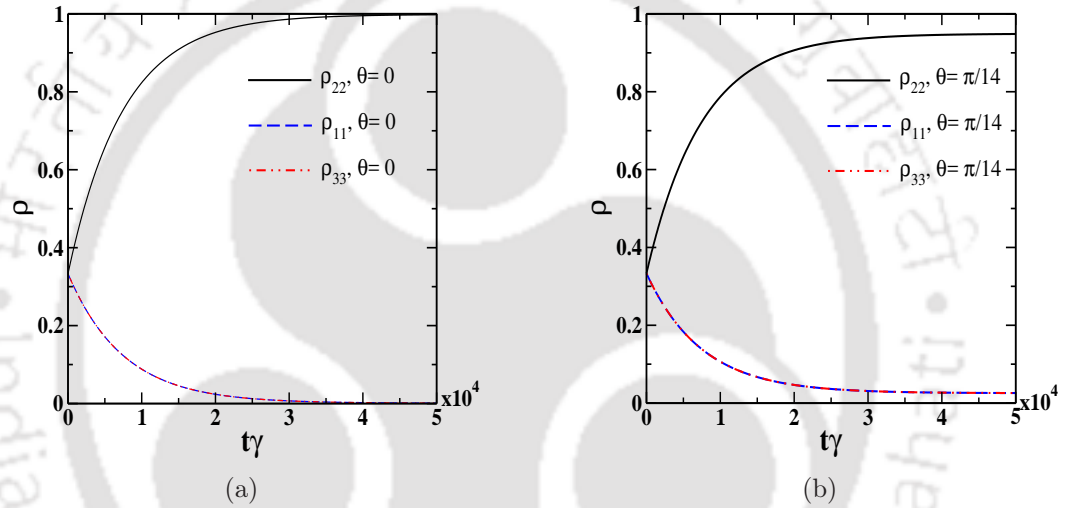 1
0.8
0.6
0.4
0.2
0
ρ
ρ22, θ= 0
ρ11, θ= 0
ρ33, θ= 0
0 1 2 3 4 5
x10^4
tγ
(a)
1
0.8
0.6
0.4
0.2
0
ρ
ρ22, θ= π/14
ρ11, θ= π/14
ρ33, θ= π/14
0 1 2 3 4 5
x10^4
tγ
(b)